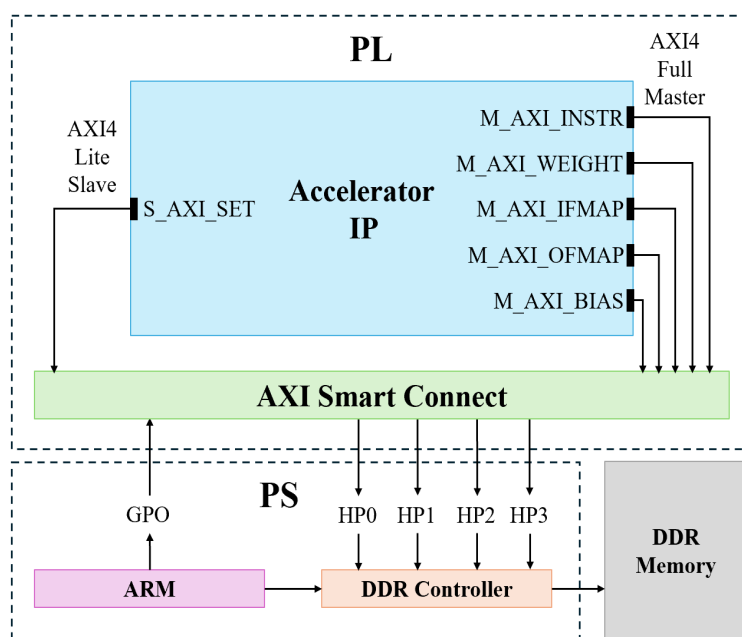 PL
AXI4
Full
Master
AXI4
Lite
Slave
S_AXI_SET
Accelerator
IP
M_AXI_INSTR
M_AXI_WEIGHT
M_AXI_IFMAP
M_AXI_OFMAP
M_AXI_BIAS
AXI Smart Connect
PS
GPO
HP0
HP1
HP2
HP3
ARM
DDR Controller
DDR
Memory